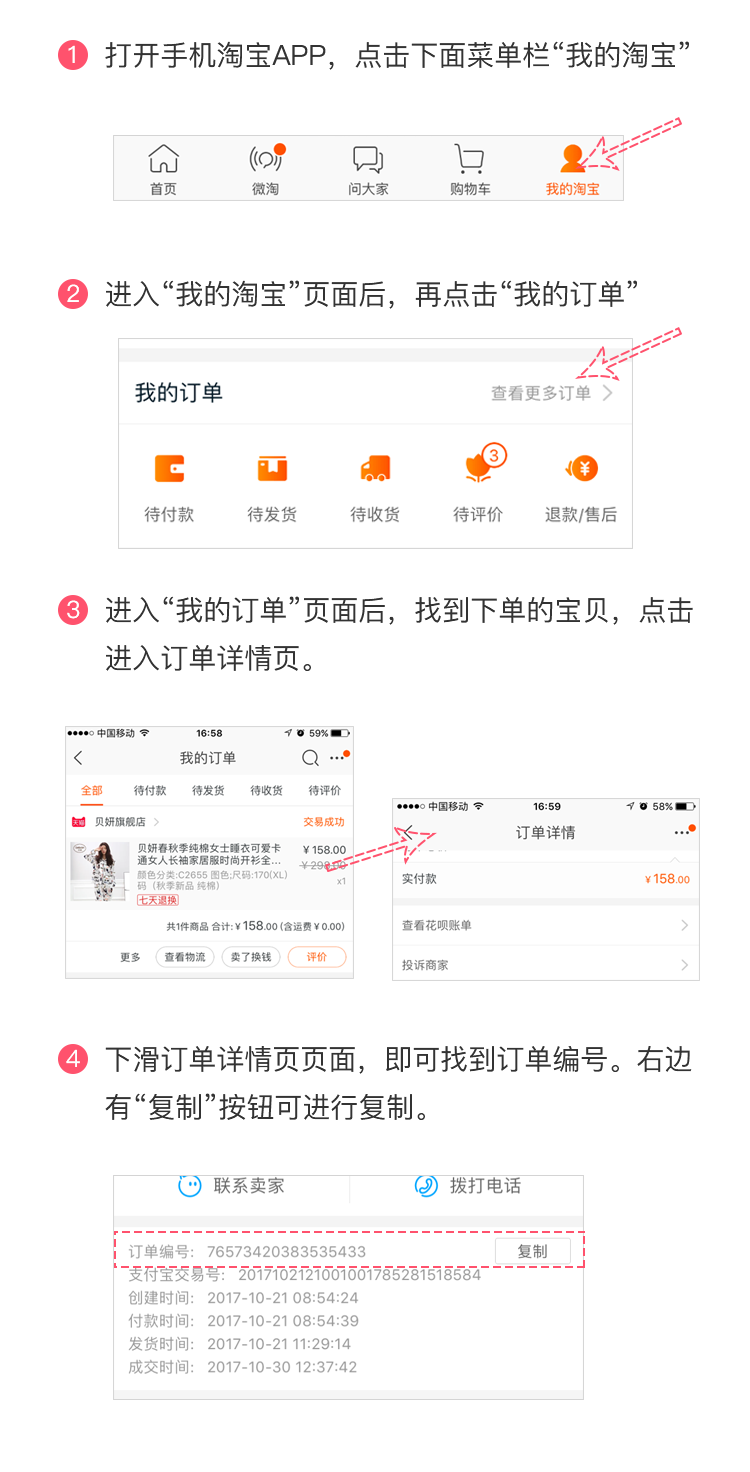 1 打开手机淘宝APP，点击下面菜单栏“我的淘宝”
首页 微淘 问大家 购物车 我的淘宝
2 进入“我的淘宝”页面后，再点击“我的订单”
我的订单 查看更多订单
3
待付款 待发货 待收货 待评价 退款/售后
3 进入“我的订单”页面后，找到下单的宝贝，点击
进入订单详情页。
中国移动 16:58 59%
我的订单
全部 待付款 待发货 待收货 待评价
天猫 贝妍旗舰店 交易成功
贝妍春秋季纯棉女士睡衣可爱卡 ¥158.00
通女人长袖家居服时尚开衫全... ¥298.00
颜色分类:C2655 图色;尺码:170(XL)
码（秋季新品 纯棉） x1
七天退换
共1件商品 合计:¥158.00 (含运费¥0.00)
更多 查看物流 卖了换钱 评价
中国移动 16:59 58%
订单详情
实付款 ¥158.00
查看花呗账单
投诉商家
4 下滑订单详情页页面，即可找到订单编号。右边
有“复制”按钮可进行复制。
联系卖家 拨打电话
订单编号: 76573420383535433 复制
支付宝交易号: 2017102121001001785281518584
创建时间: 2017-10-21 08:54:24
付款时间: 2017-10-21 08:54:39
发货时间: 2017-10-21 11:29:14
成交时间: 2017-10-30 12:37:42